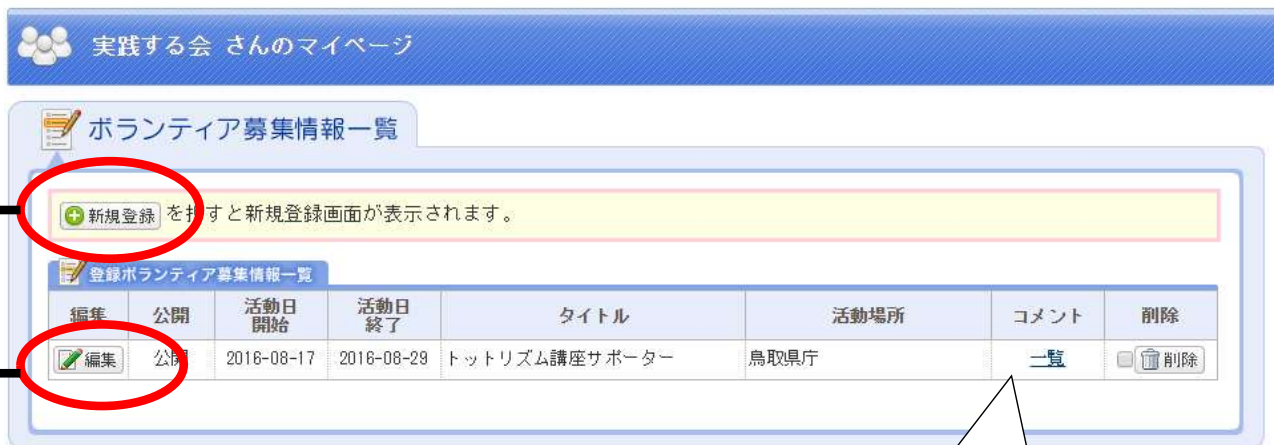 実践する会 さんのマイページ
ボランティア募集情報一覧
新規登録 を押すと新規登録画面が表示されます。
登録ボランティア募集情報一覧
編集 公開 活動日開始 活動日終了 タイトル 活動場所 コメント 削除
編集 公開 2016-08-17 2016-08-29 トットリズム講座サポーター 鳥取県庁 一覧 削除